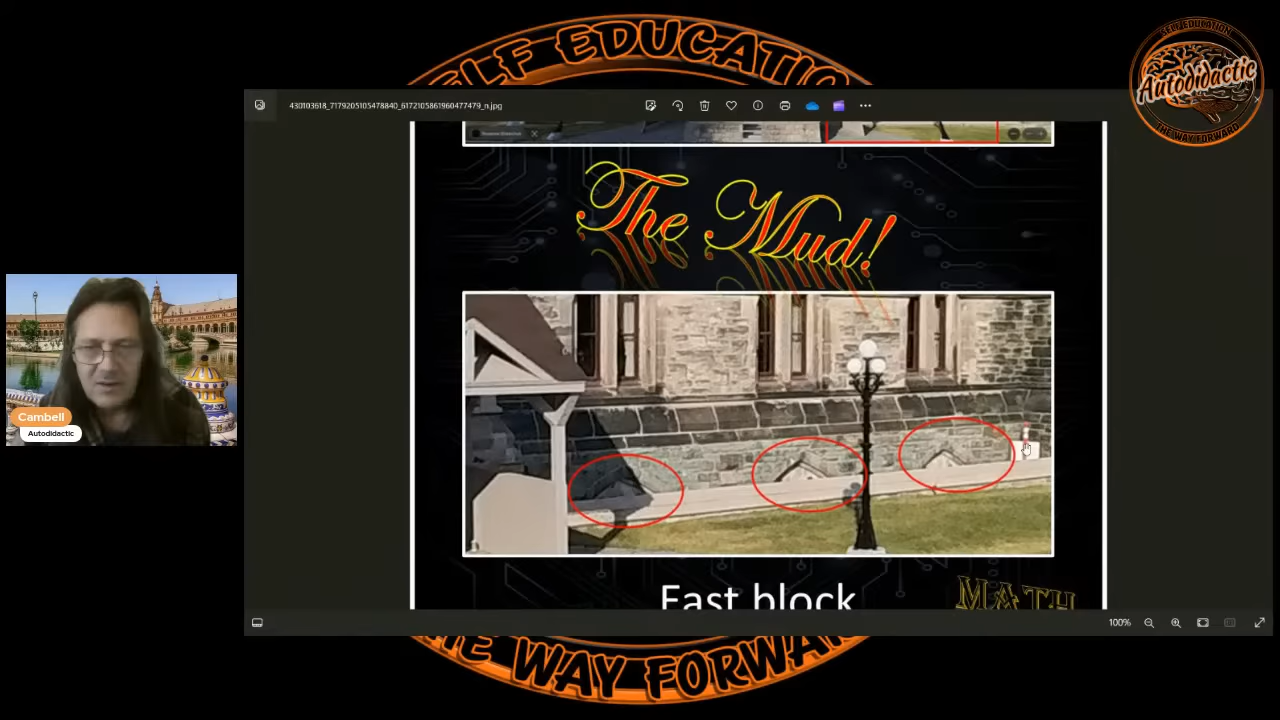 SELF EDUCATION
SELF EDUCATION
Autodidactic
THE WAY FORWARD
430103618_7179205105478840_6172105861960477479_n.jpg
The Mud!
Cambell
Autodidactic
East block
MATH
100%
THE WAY FORWARD